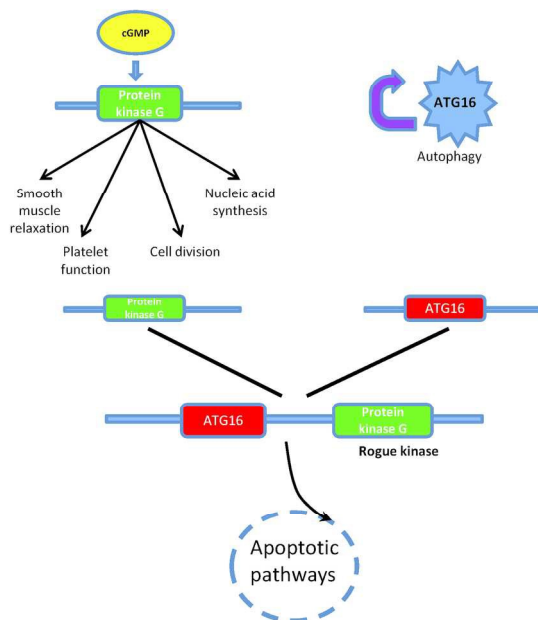 cGMP
Protein
kinase G
ATG16
Autophagy
Smooth
muscle
relaxation
Nucleic acid
synthesis
Platelet
function
Cell division
Protein
kinase G
ATG16
ATG16
Protein
kinase G
Rogue kinase
Apoptotic
pathways